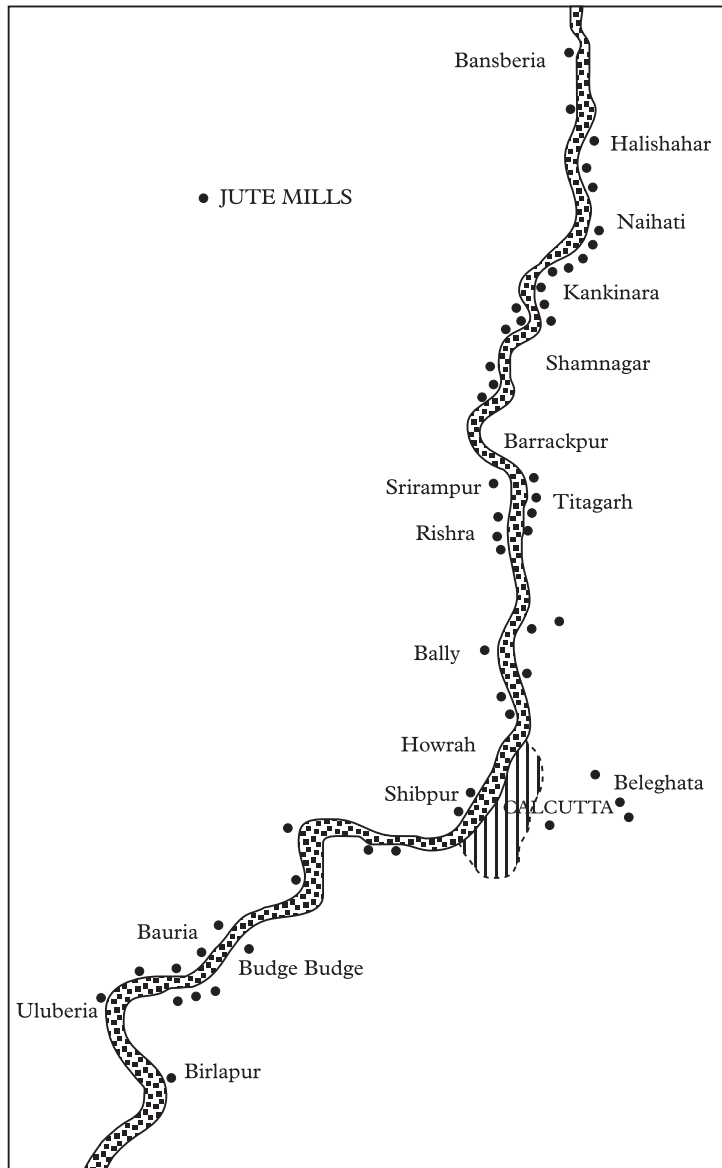 Bansberia
Halishahar
JUTE MILLS
Naihati
Kankinara
Shamnagar
Barrackpur
Srirampur
Titagarh
Rishra
Bally
Howrah
Beleghata
Shibpur
CALCUTTA
Bauria
Budge Budge
Uluberia
Birlapur